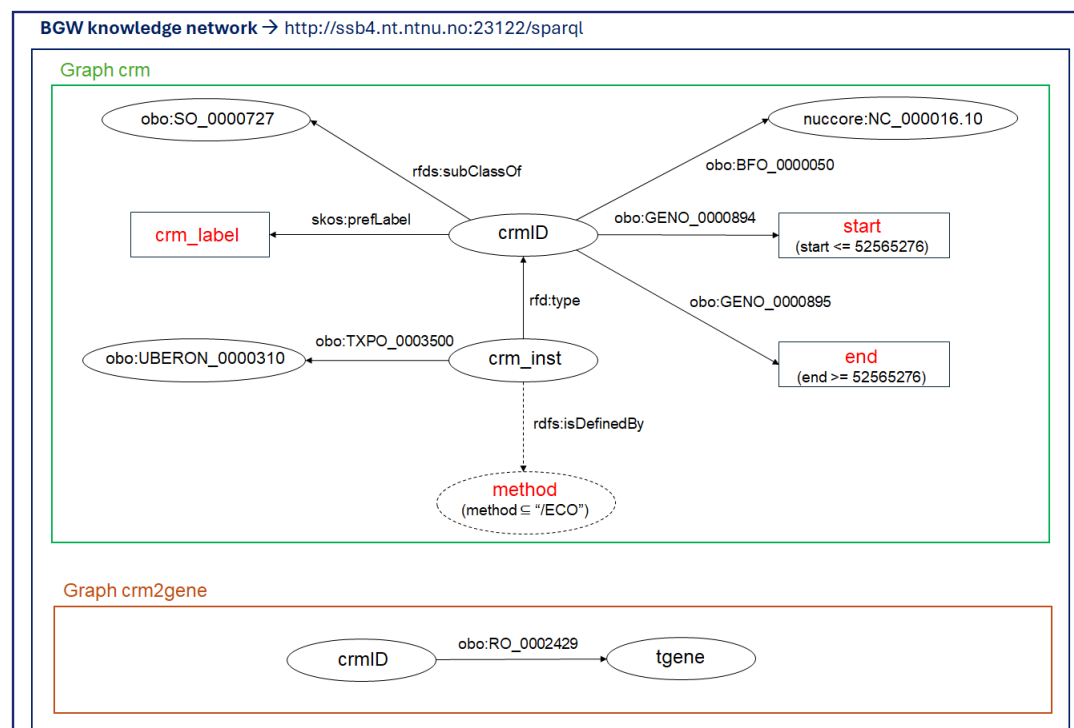 BGW knowledge network → http://ssb4.nt.ntnu.no:23122/sparql
Graph crm
obo:SO_0000727
nuccore:NC_000016.10
rfds:subClassOf
obo:BFO_0000050
skos:prefLabel
obo:GENO_0000894
crm_label
crmID
start
(start <= 52565276)
rfd:type
obo:GENO_0000895
obo:TXPO_0003500
obo:UBERON_0000310
crm_inst
end
(end >= 52565276)
rdfs:isDefinedBy
method
(method ⊆ "/ECO")
Graph crm2gene
crmID
obo:RO_0002429
tgene